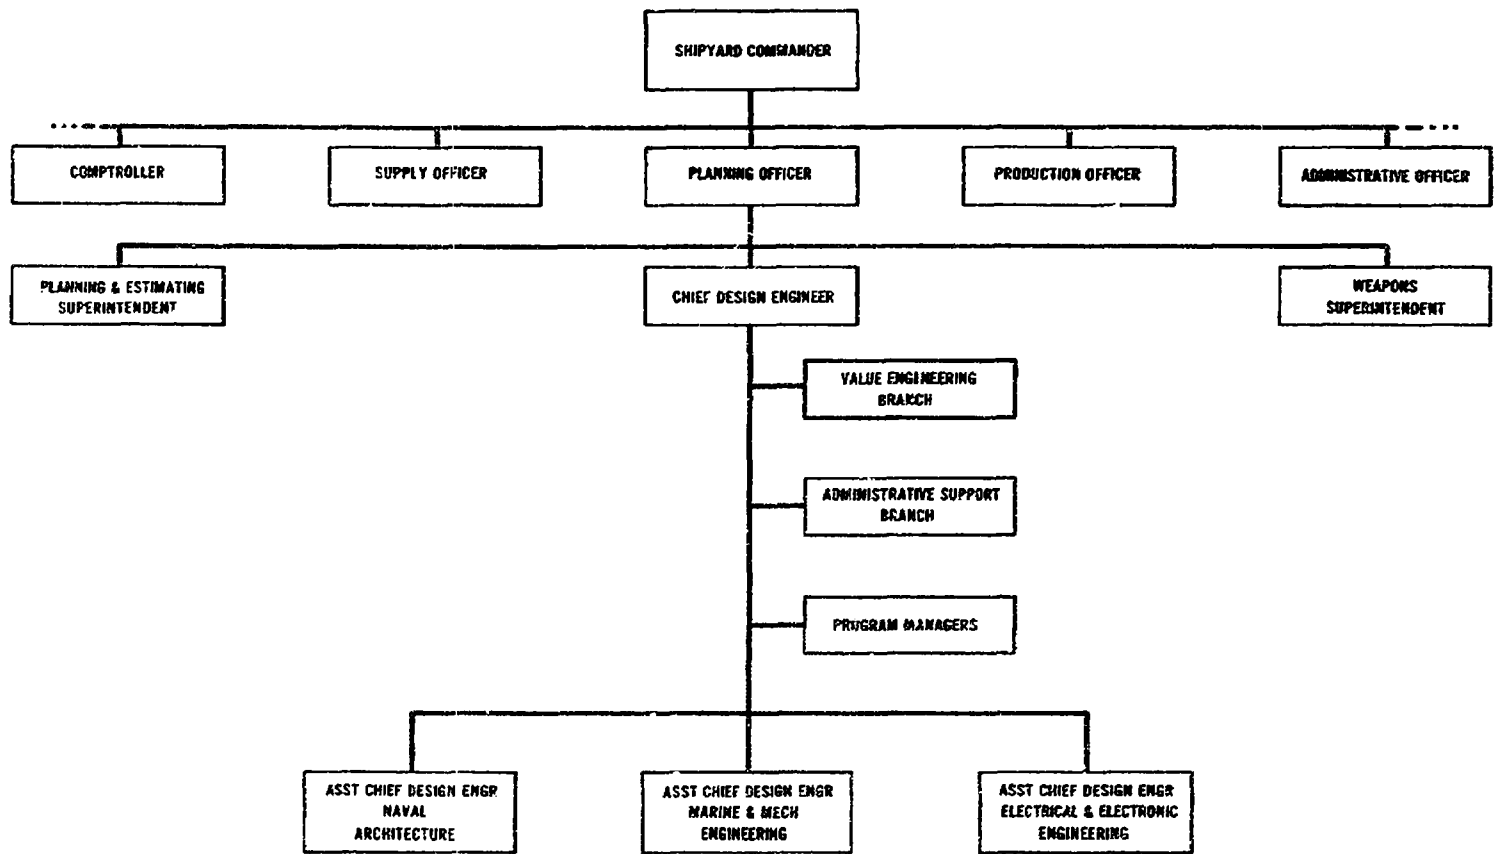 SHIPYARD COMMANDER
COMPTROLLER
SUPPLY OFFICER
PLANNING OFFICER
PRODUCTION OFFICER
ADMINISTRATIVE OFFICER
PLANNING & ESTIMATING
SUPERINTENDENT
CHIEF DESIGN ENGINEER
WEAPONS
SUPERINTENDENT
VALUE ENGINEERING
BRANCH
ADMINISTRATIVE SUPPORT
BRANCH
PROGRAM MANAGERS
ASST CHIEF DESIGN ENGR
NAVAL
ARCHITECTURE
ASST CHIEF DESIGN ENGR
MARINE & MECH
ENGINEERING
ASST CHIEF DESIGN ENGR
ELECTRICAL & ELECTRONIC
ENGINEERING